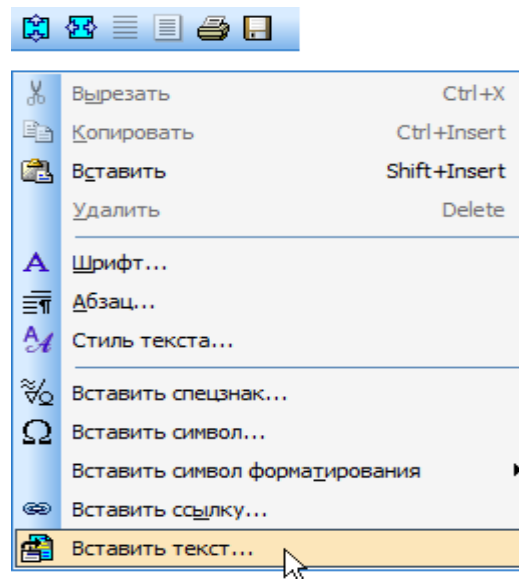 Вырезать Ctrl+X
Копировать Ctrl+Insert
Вставить Shift+Insert
Удалить Delete
Шрифт...
Абзац...
Стиль текста...
Вставить спецзнак...
Вставить символ...
Вставить символ форматирования
Вставить ссылку...
Вставить текст...